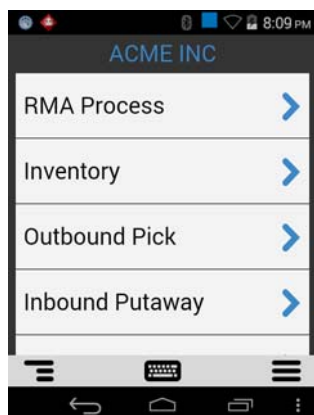 8:09 PM
ACME INC
RMA Process
Inventory
Outbound Pick
Inbound Putaway